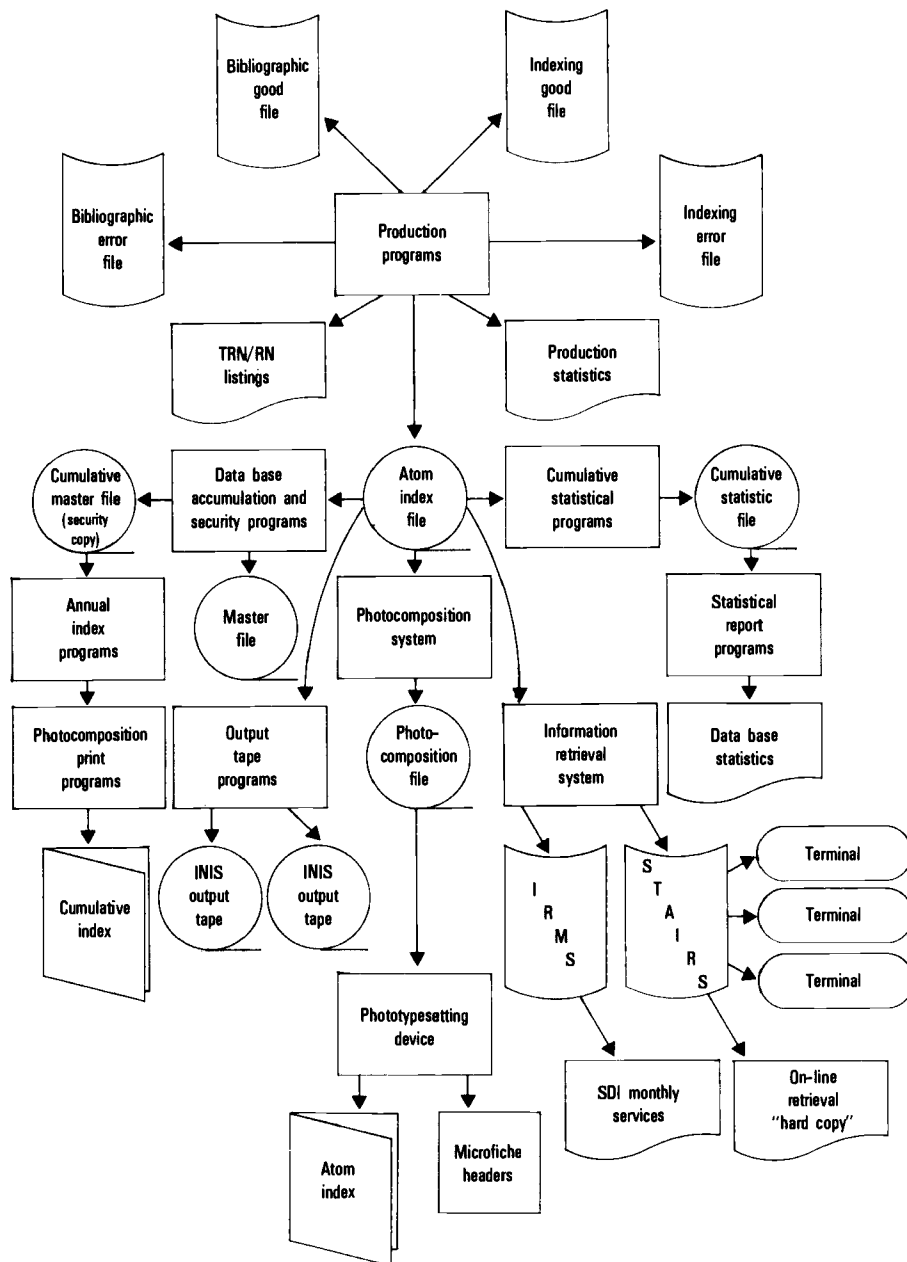 Bibliographic
good
file
Indexing
good
file
Bibliographic
error
file
Production
programs
Indexing
error
file
TRN/RN
listings
Production
statistics
Cumulative
master file
(security
copy)
Data base
accumulation and
security programs
Atom
index
file
Cumulative
statistical
programs
Cumulative
statistic
file
Annual
index
programs
Master
file
Photocomposition
system
Statistical
report
programs
Photocomposition
print
programs
Output
tape
programs
Photo-
composition
file
Information
retrieval
system
Data base
statistics
Cumulative
index
INIS
output
tape
INIS
output
tape
IRMS
STAIRS
Terminal
Terminal
Terminal
Phototypesetting
device
SDI monthly
services
On-line
retrieval
"hard copy"
Atom
index
Microfiche
headers